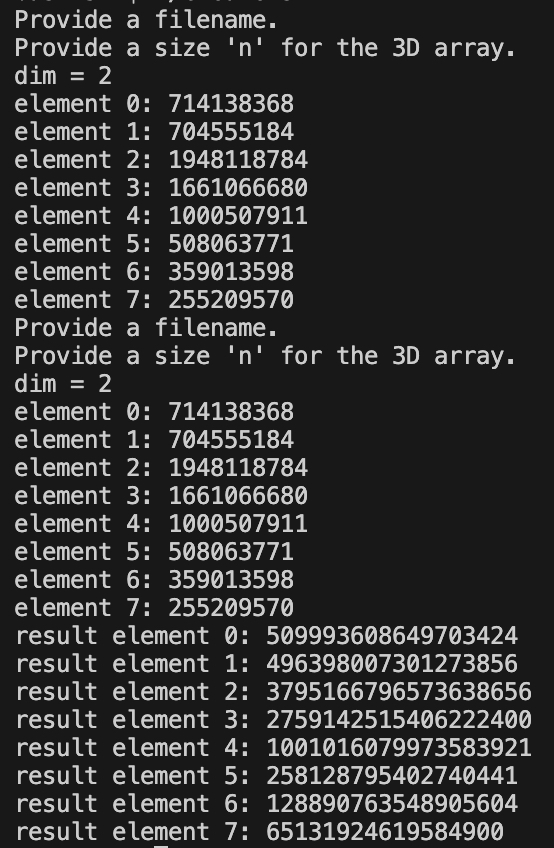 Provide a filename.
Provide a size 'n' for the 3D array.
dim = 2
element 0: 714138368
element 1: 704555184
element 2: 1948118784
element 3: 1661066680
element 4: 1000507911
element 5: 508063771
element 6: 359013598
element 7: 255209570
Provide a filename.
Provide a size 'n' for the 3D array.
dim = 2
element 0: 714138368
element 1: 704555184
element 2: 1948118784
element 3: 1661066680
element 4: 1000507911
element 5: 508063771
element 6: 359013598
element 7: 255209570
result element 0: 509993608649703424
result element 1: 496398007301273856
result element 2: 3795166796573638656
result element 3: 2759142515406222400
result element 4: 1001016079973583921
result element 5: 258128795402740441
result element 6: 128890763548905604
result element 7: 65131924619584900